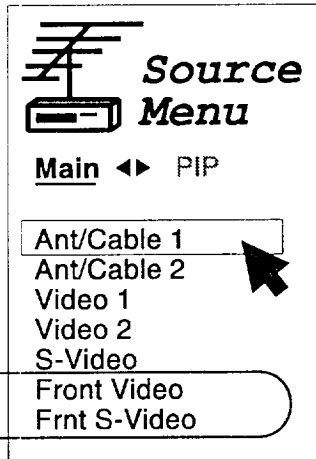 Source
Menu
Main ◄► PIP
Ant/Cable 1
Ant/Cable 2
Video 1
Video 2
S-Video
Front Video
Frnt S-Video